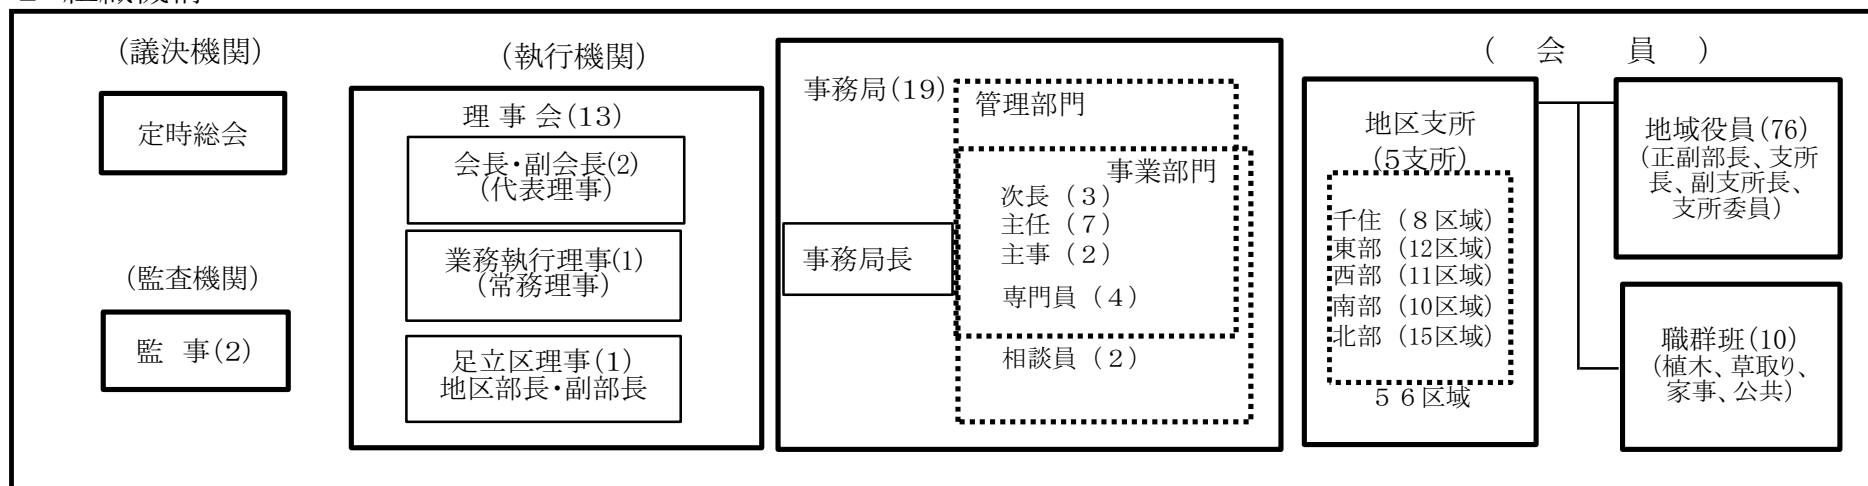 (議決機関)
定時総会
(監査機関)
監 事(2)
(執行機関)
理 事 会(13)
会長・副会長(2)
(代表理事)
業務執行理事(1)
(常務理事)
足立区理事(1)
地区部長・副部長
事務局(19)
事務局長
管理部門
事業部門
次長（３）
主任（７）
主事（２）
専門員（４）
相談員（２）
( 会 員 )
地区支所
(５支所)
千住（８区域）
東部（12区域）
西部（11区域）
南部（10区域）
北部（15区域）
５６区域
地域役員(76)
(正副部長、支所
長、副支所長、
支所委員)
職群班(10)
(植木、草取り、
家事、公共)